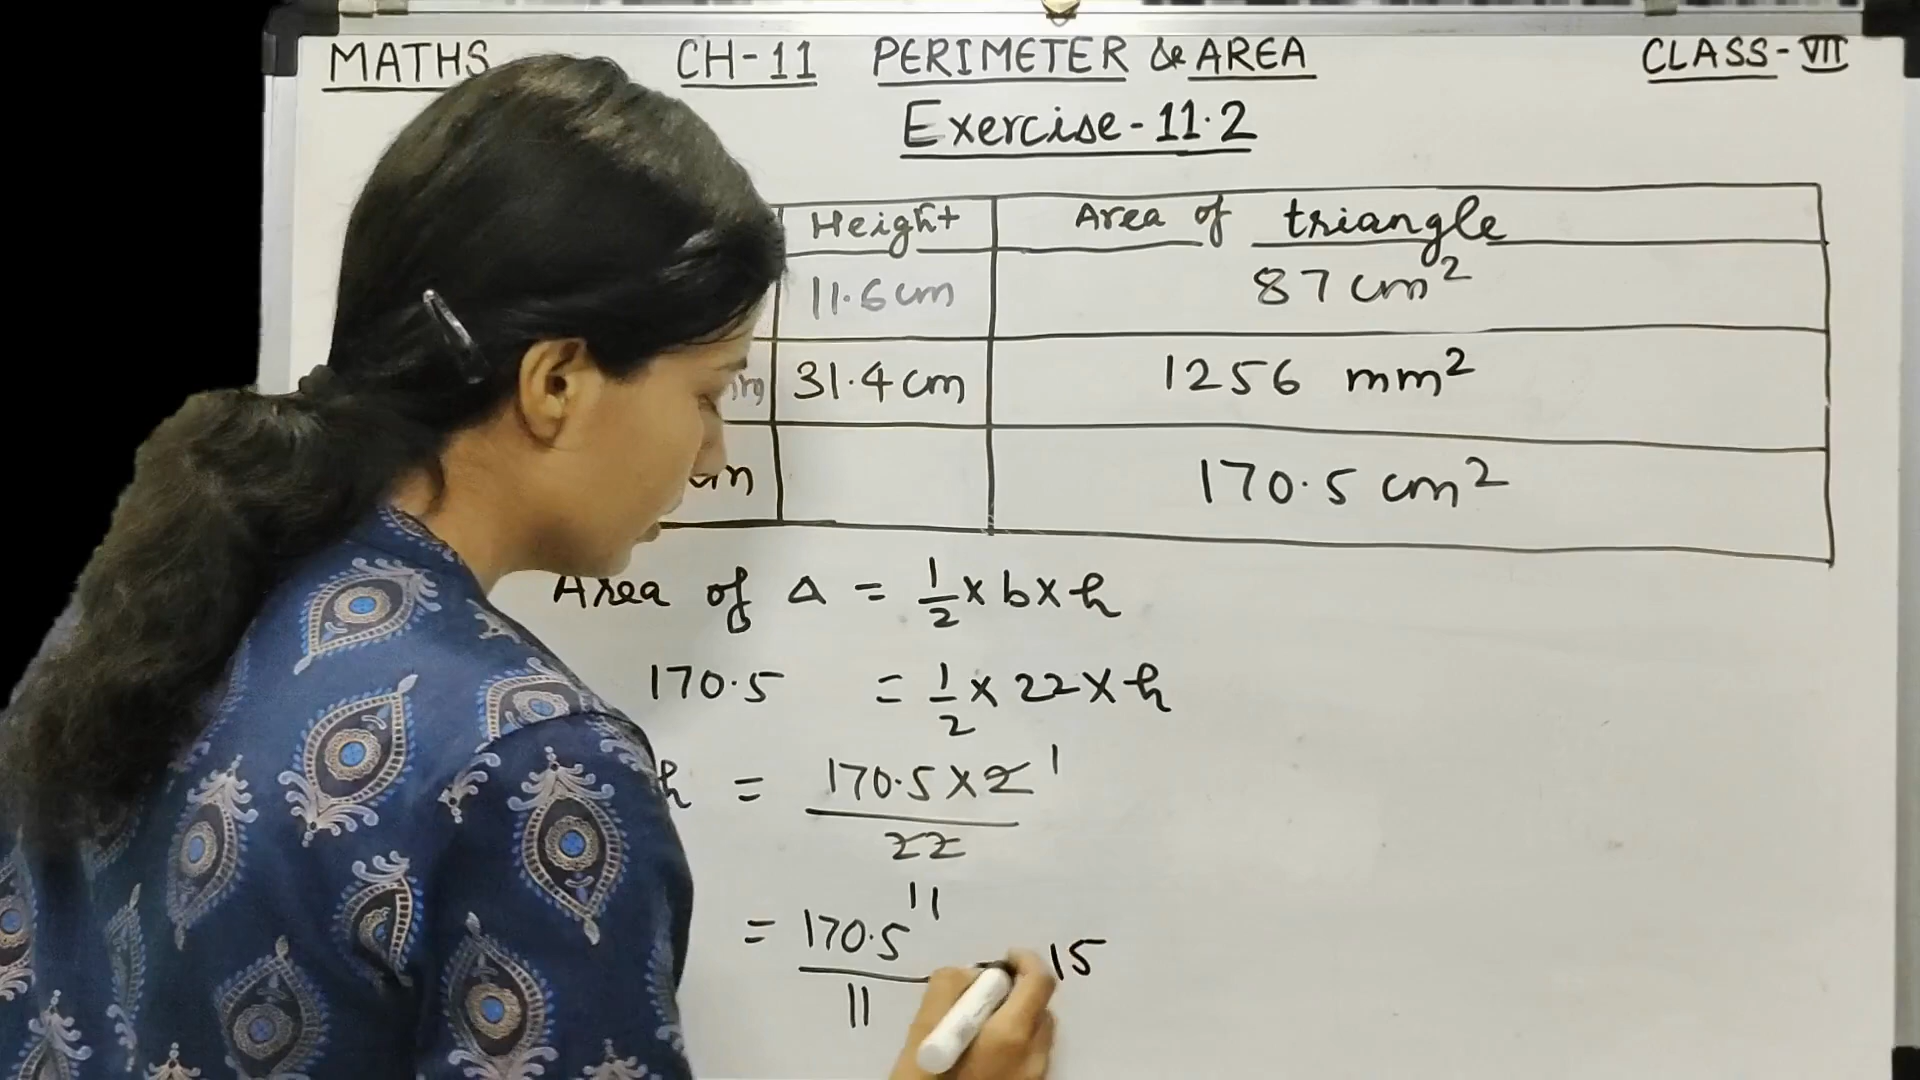 MATHS CH-11 PERIMETER & AREA CLASS-VII
Exercise-11.2
Height Area of triangle
11.6 cm 87 cm²
31.4 cm 1256 mm²
170.5 cm²
Area of Δ = 1/2 × b × h
170.5 = 1/2 × 22 × h
h = 170.5 × 2 1
22
11
= 170.5
11
15